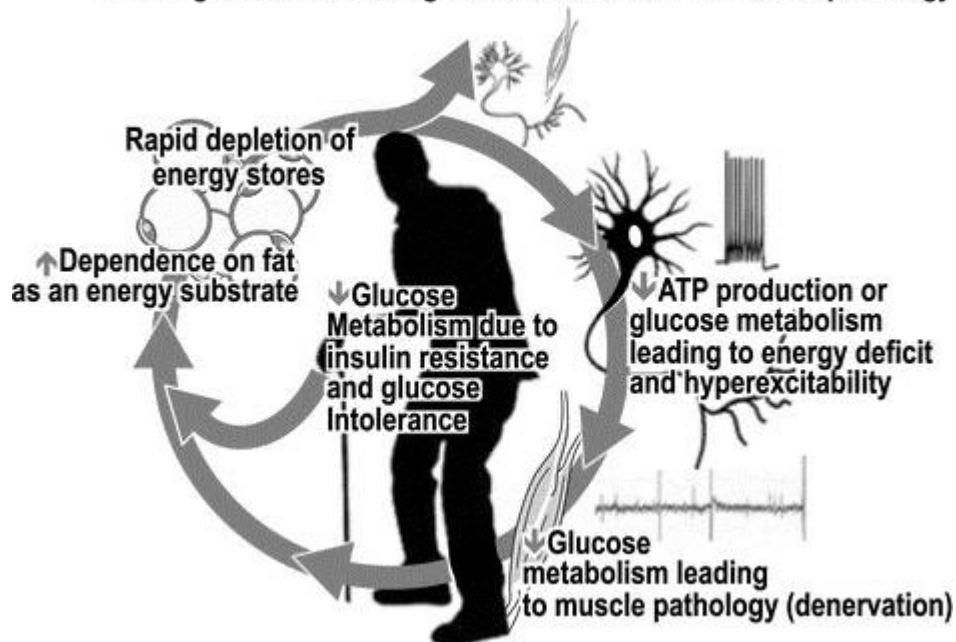 Rapid depletion of
energy stores
↑Dependence on fat
as an energy substrate
↓Glucose
Metabolism due to
insulin resistance
and glucose
Intolerance
↓ATP production or
glucose metabolism
leading to energy deficit
and hyperexcitability
↓Glucose
metabolism leading
to muscle pathology (denervation)